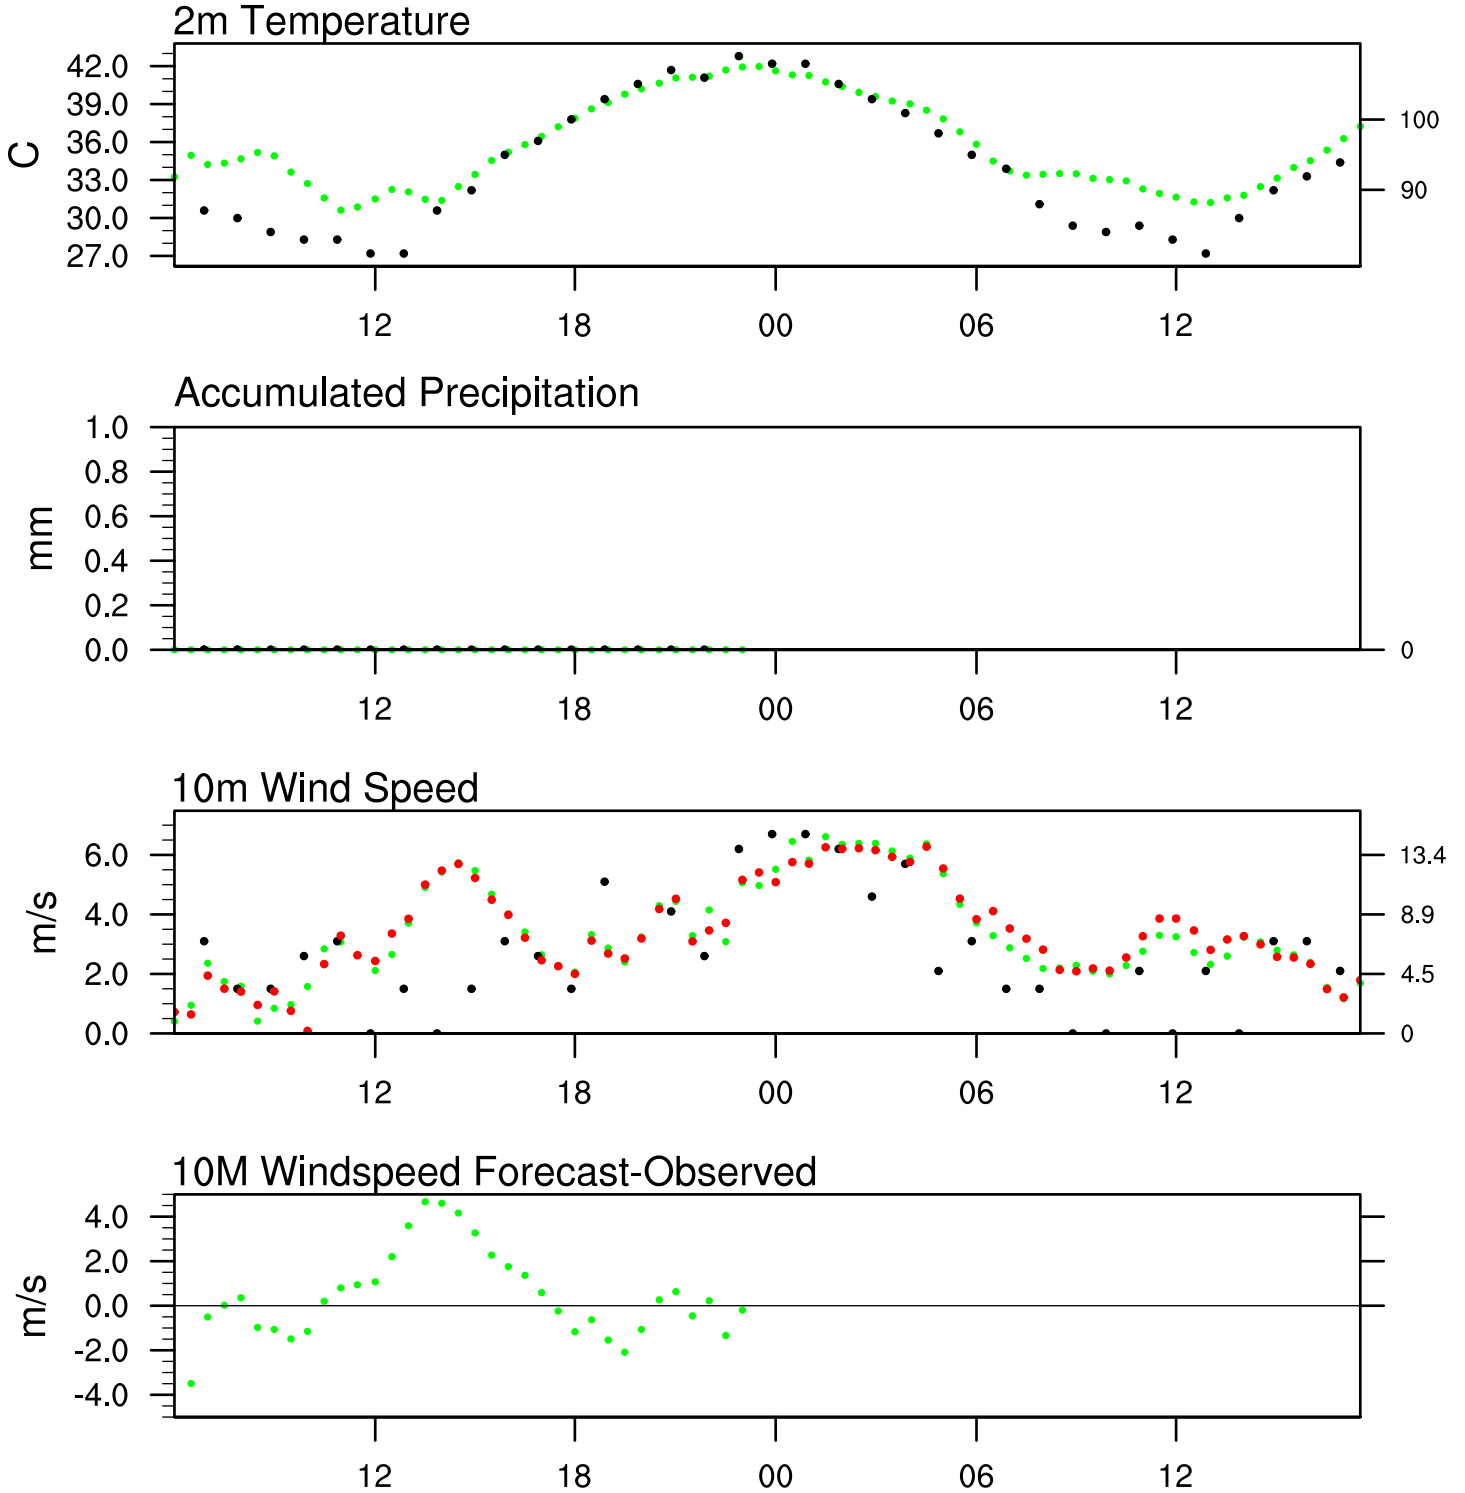 2m Temperature
42.0
39.0
36.0
33.0
30.0
27.0
C
100
90
12 18 00 06 12
Accumulated Precipitation
1.0
0.8
0.6
0.4
0.2
0.0
mm
0
12 18 00 06 12
10m Wind Speed
6.0
4.0
2.0
0.0
m/s
13.4
8.9
4.5
0
12 18 00 06 12
10M Windspeed Forecast-Observed
4.0
2.0
0.0
-2.0
-4.0
m/s
12 18 00 06 12